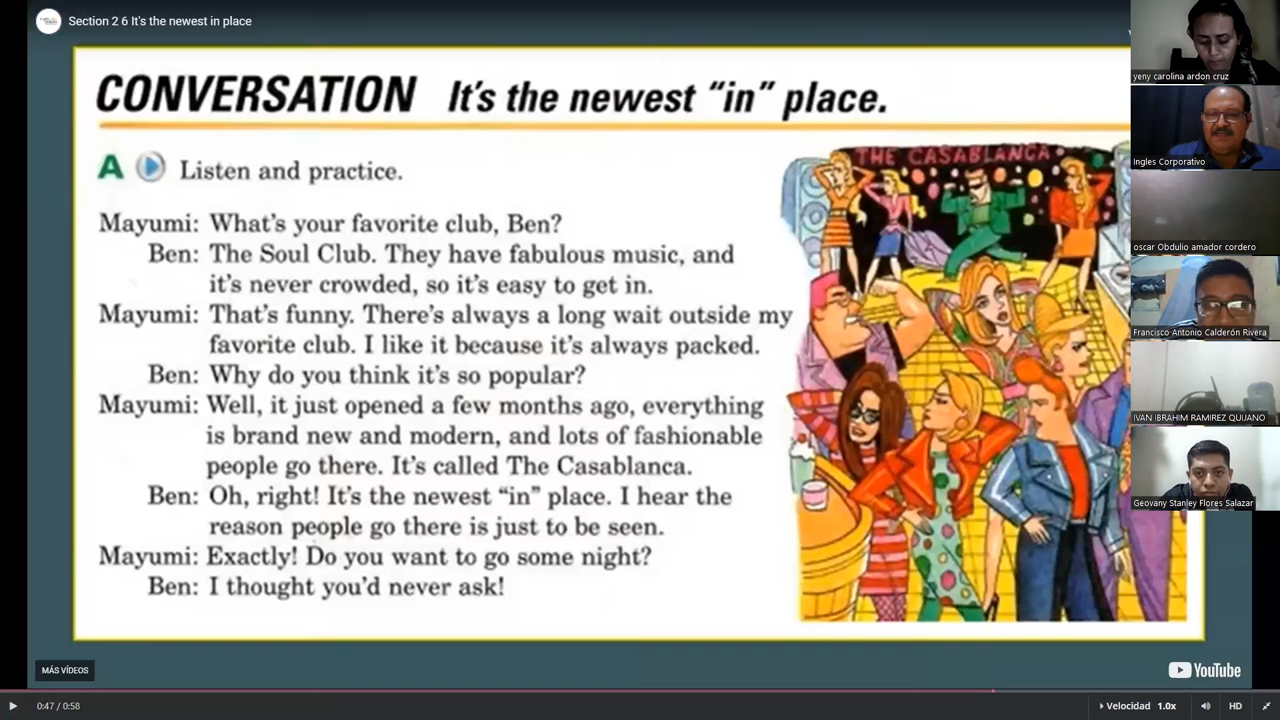 Section 2 6 It's the newest in place
CONVERSATION It's the newest “in” place.
A Listen and practice.
Mayumi: What's your favorite club, Ben?
Ben: The Soul Club. They have fabulous music, and
it's never crowded, so it's easy to get in.
Mayumi: That's funny. There's always a long wait outside my
favorite club. I like it because it's always packed.
Ben: Why do you think it's so popular?
Mayumi: Well, it just opened a few months ago, everything
is brand new and modern, and lots of fashionable
people go there. It's called The Casablanca.
Ben: Oh, right! It's the newest “in” place. I hear the
reason people go there is just to be seen.
Mayumi: Exactly! Do you want to go some night?
Ben: I thought you'd never ask!
THE CASABLANCA
yeny carolina ardon cruz
Ingles Corporativo
oscar Obdulio amador cordero
Francisco Antonio Calderón Rivera
IVAN IBRAHIM RAMIREZ QUIJANO
Geovany Stanley Flores Salazar
MÁS VÍDEOS
YouTube
0:47 / 0:58
Velocidad 1.0x
HD